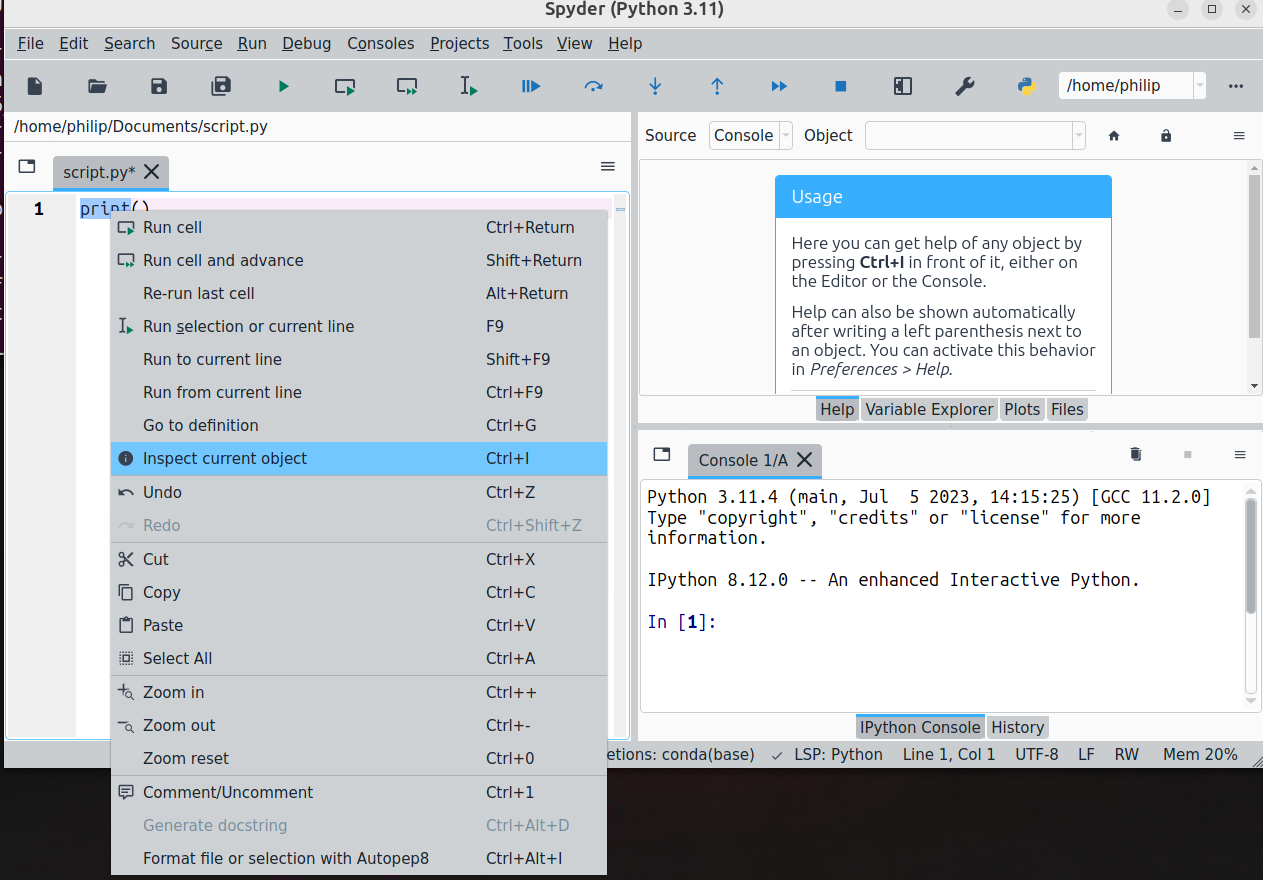 Spyder (Python 3.11)
File Edit Search Source Run Debug Consoles Projects Tools View Help
/home/philip
/home/philip/Documents/script.py
script.py*
1 print()
Run cell Ctrl+Return
Run cell and advance Shift+Return
Re-run last cell Alt+Return
Run selection or current line F9
Run to current line Shift+F9
Run from current line Ctrl+F9
Go to definition Ctrl+G
Inspect current object Ctrl+I
Undo Ctrl+Z
Redo Ctrl+Shift+Z
Cut Ctrl+X
Copy Ctrl+C
Paste Ctrl+V
Select All Ctrl+A
Zoom in Ctrl++
Zoom out Ctrl+-
Zoom reset Ctrl+0
Comment/Uncomment Ctrl+1
Generate docstring Ctrl+Alt+D
Format file or selection with Autopep8 Ctrl+Alt+I
Source Console Object
Usage
Here you can get help of any object by
pressing Ctrl+I in front of it, either on
the Editor or the Console.
Help can also be shown automatically
after writing a left parenthesis next to
an object. You can activate this behavior
in Preferences > Help.
Help Variable Explorer Plots Files
Console 1/A
Python 3.11.4 (main, Jul  5 2023, 14:15:25) [GCC 11.2.0]
Type "copyright", "credits" or "license" for more
information.
IPython 8.12.0 -- An enhanced Interactive Python.
In [1]:
IPython Console History
etions: conda(base) ✓ LSP: Python Line 1, Col 1 UTF-8 LF RW Mem 20%